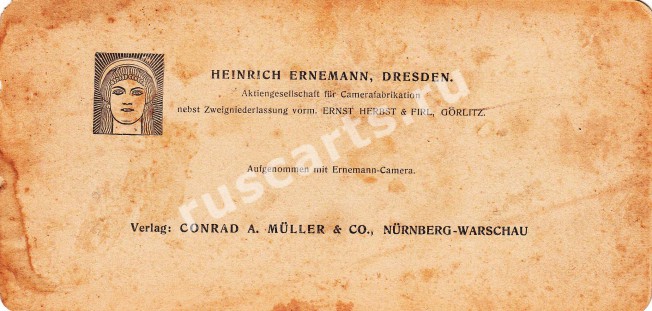 HEINRICH ERNEMANN, DRESDEN.
Aktiengesellschaft für Camerafabrikation
nebst Zweigniederlassung vorm. ERNST HERBST & FIRL, GÖRLITZ.
Aufgenommen mit Ernemann-Camera.
Verlag: CONRAD A. MÜLLER & CO., NÜRNBERG-WARSCHAU
ruscarts.ru